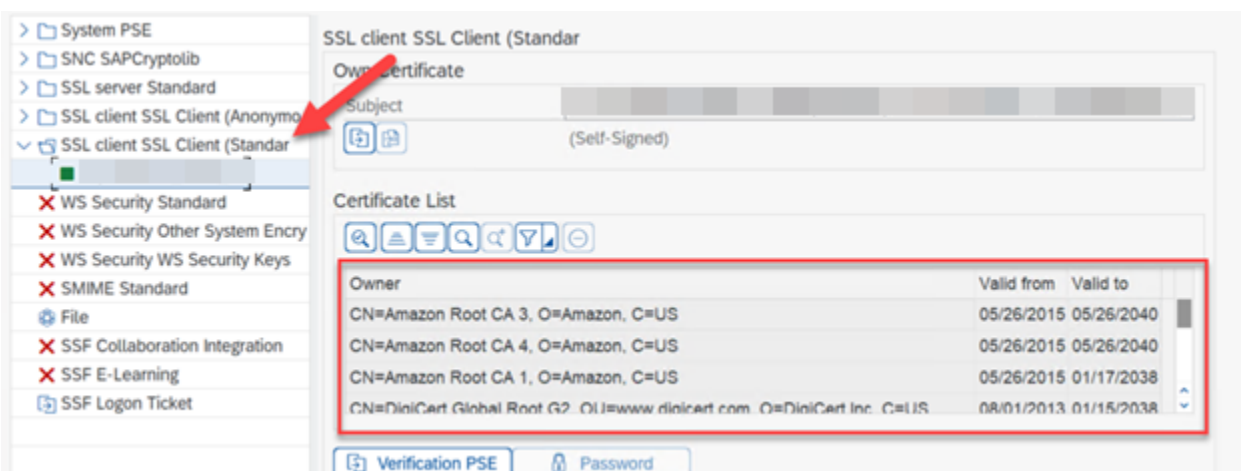 System PSE
SNC SAPCryptolib
SSL server Standard
SSL client SSL Client (Anonymo
SSL client SSL Client (Standar
WS Security Standard
WS Security Other System Encry
WS Security WS Security Keys
SMIME Standard
File
SSF Collaboration Integration
SSF E-Learning
SSF Logon Ticket
SSL client SSL Client (Standar
Own Certificate
Subject
(Self-Signed)
Certificate List
Owner Valid from Valid to
CN=Amazon Root CA 3, O=Amazon, C=US 05/26/2015 05/26/2040
CN=Amazon Root CA 4, O=Amazon, C=US 05/26/2015 05/26/2040
CN=Amazon Root CA 1, O=Amazon, C=US 05/26/2015 01/17/2038
CN=DigiCert Global Root G2, OU=www.digicert.com, O=DigiCert Inc, C=US 08/01/2013 01/15/2038
Verification PSE Password